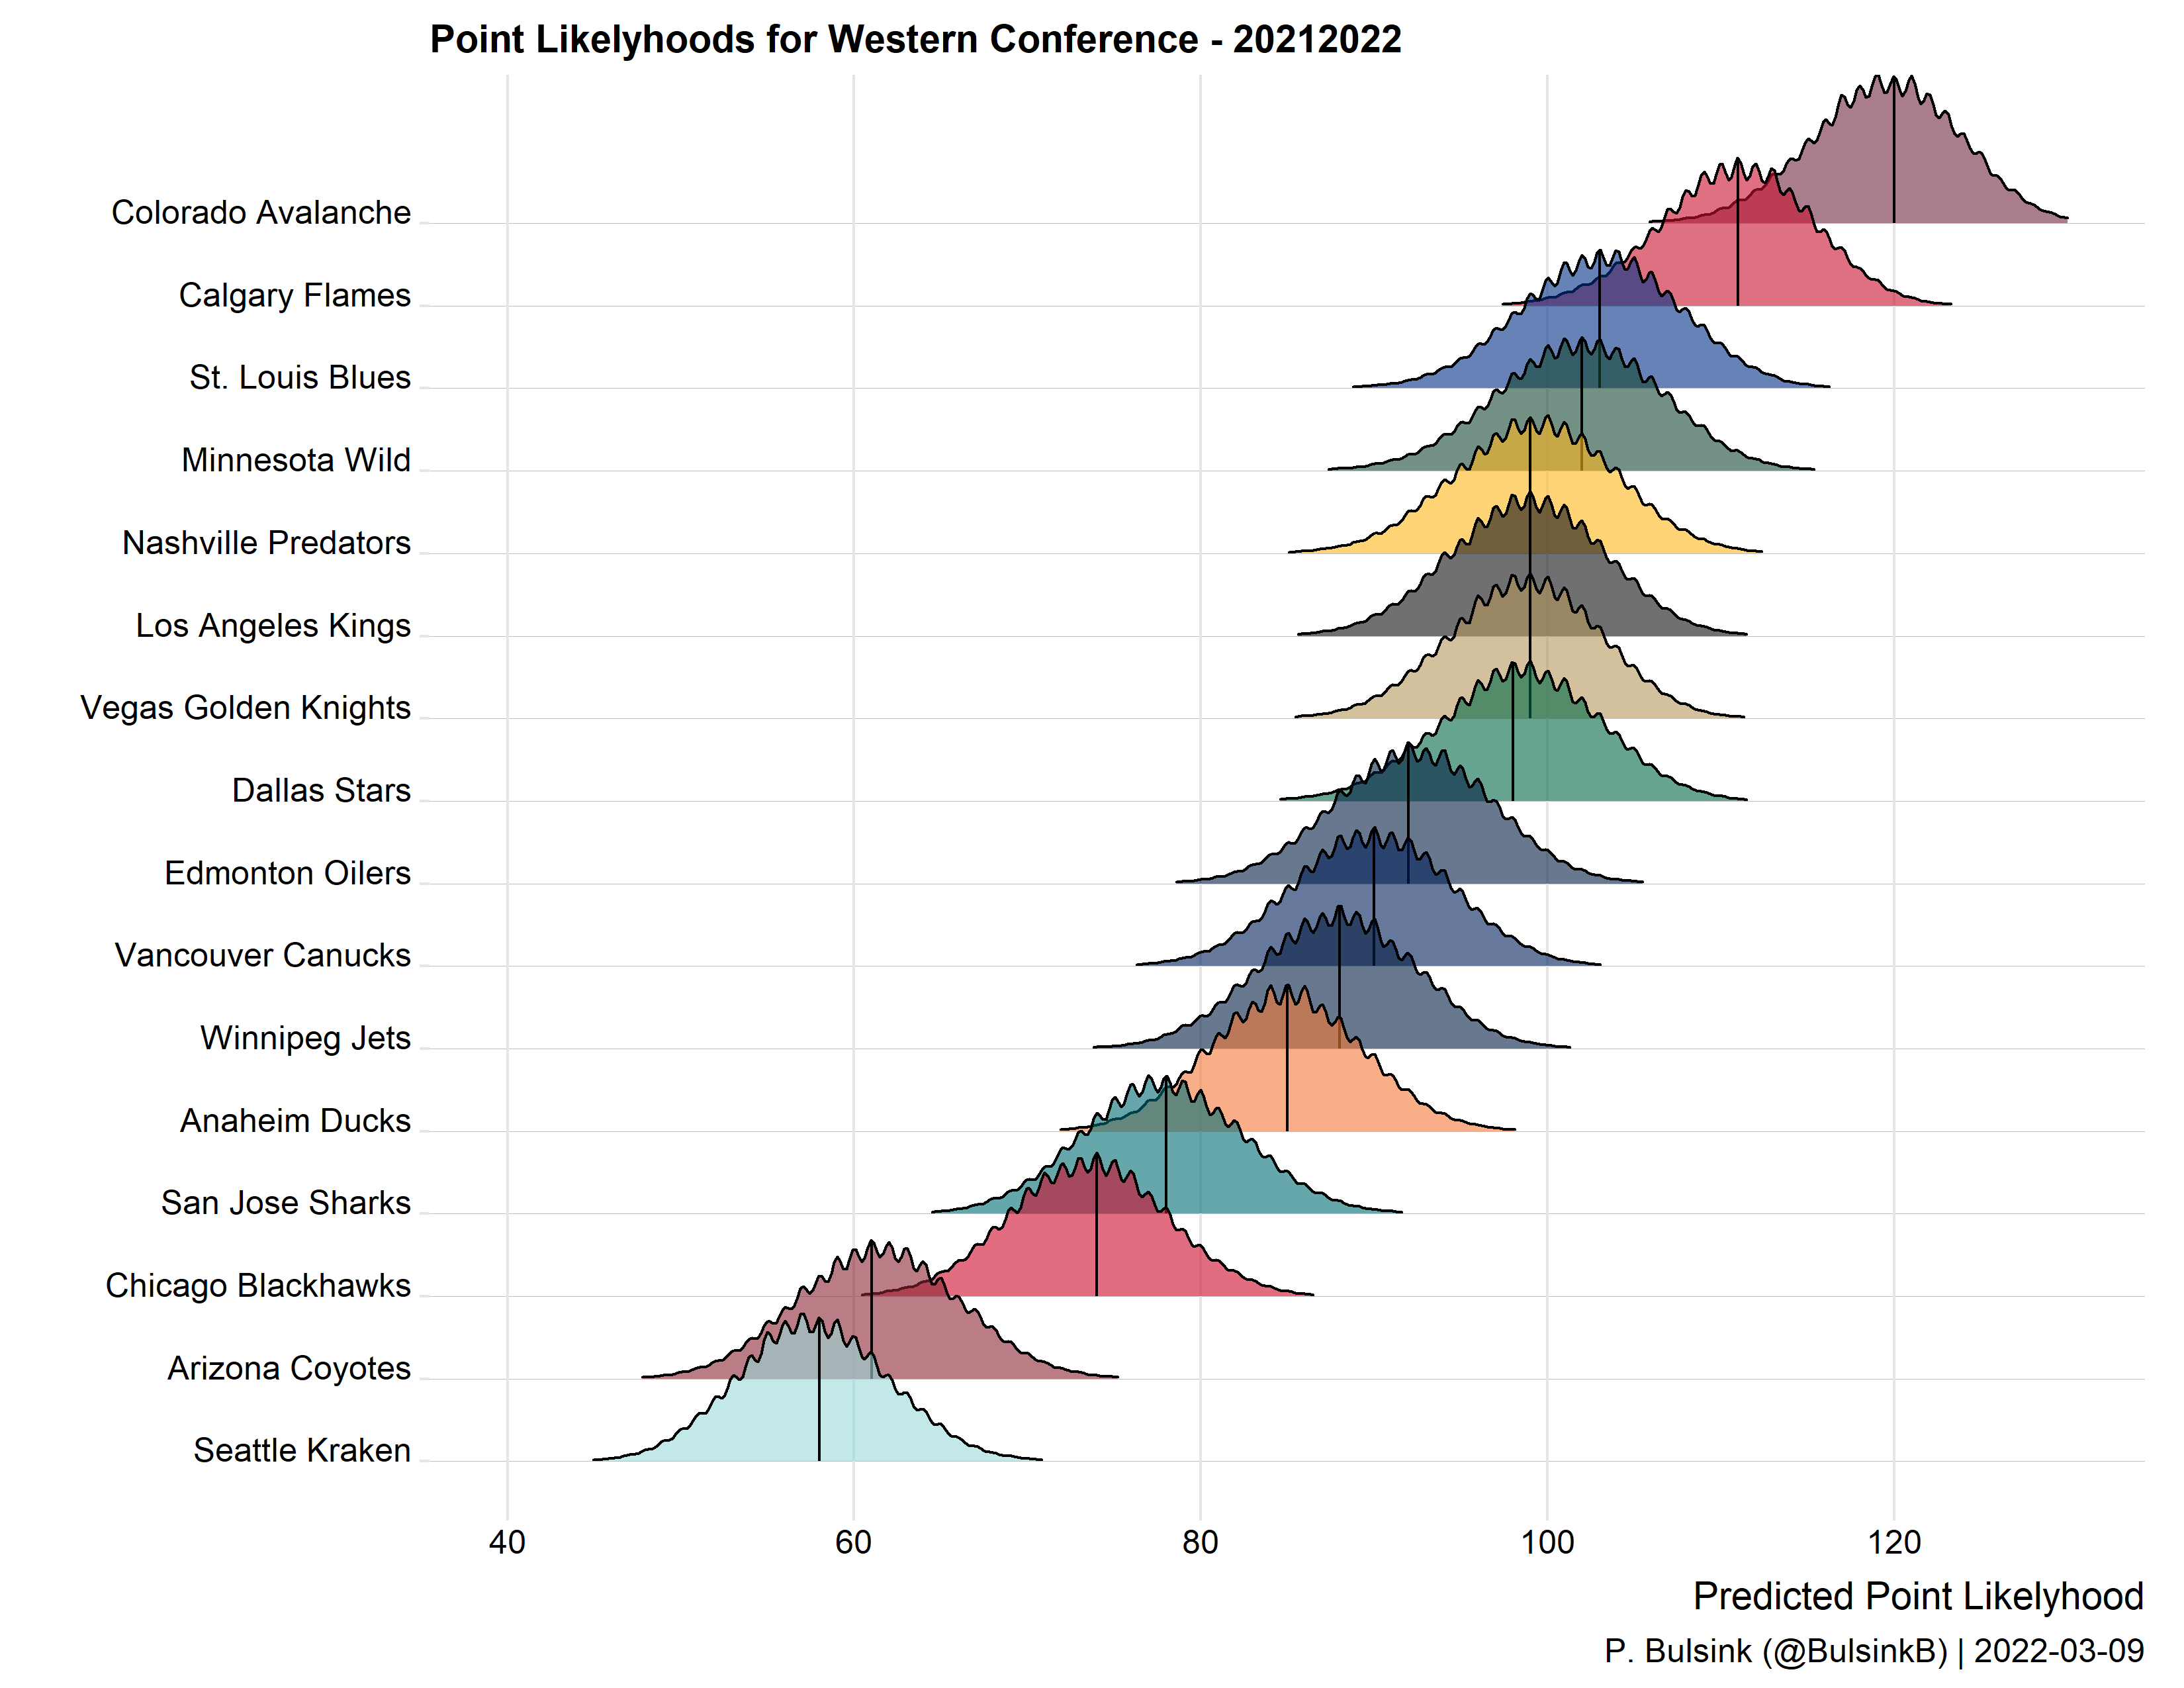 Point Likelyhoods for Western Conference - 20212022
Colorado Avalanche
Calgary Flames
St. Louis Blues
Minnesota Wild
Nashville Predators
Los Angeles Kings
Vegas Golden Knights
Dallas Stars
Edmonton Oilers
Vancouver Canucks
Winnipeg Jets
Anaheim Ducks
San Jose Sharks
Chicago Blackhawks
Arizona Coyotes
Seattle Kraken
40 60 80 100 120
Predicted Point Likelyhood
P. Bulsink (@BulsinkB) | 2022-03-09